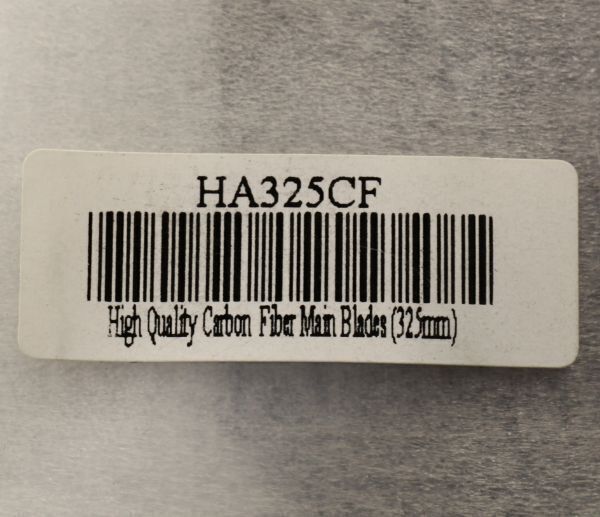 HA325CF
High Quality Carbon Fiber Main Blades (325mm)